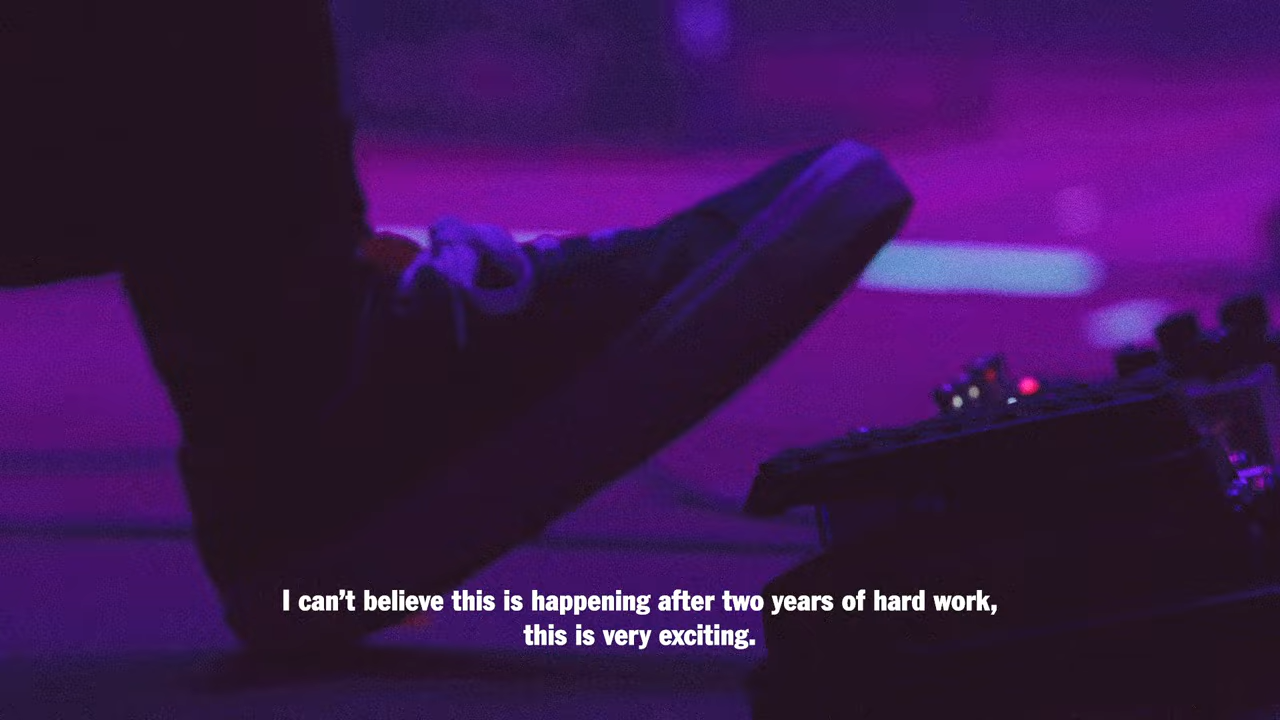 I can’t believe this is happening after two years of hard work,
this is very exciting.